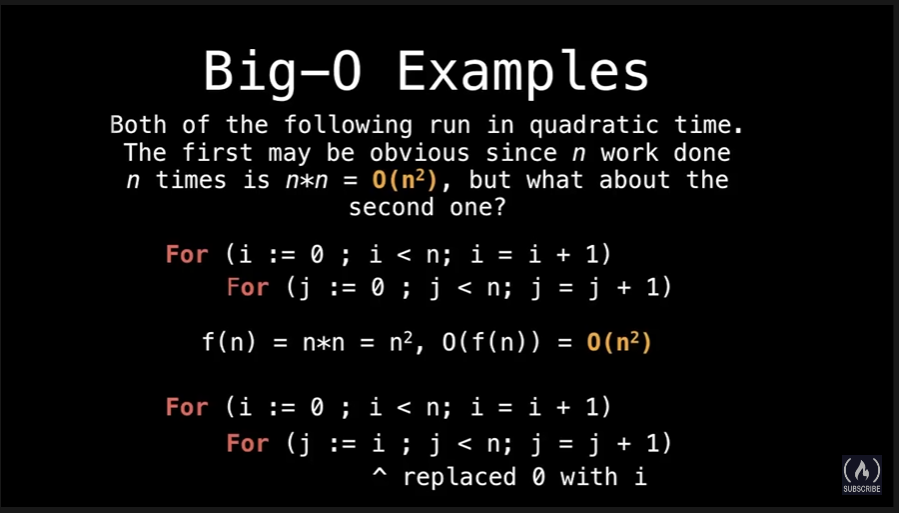 Big-O Examples
Both of the following run in quadratic time.
The first may be obvious since n work done
n times is n*n = O(n²), but what about the
second one?
For (i := 0 ; i < n; i = i + 1)
For (j := 0 ; j < n; j = j + 1)
f(n) = n*n = n², O(f(n)) = O(n²)
For (i := 0 ; i < n; i = i + 1)
For (j := i ; j < n; j = j + 1)
^ replaced 0 with i
SUBSCRIBE